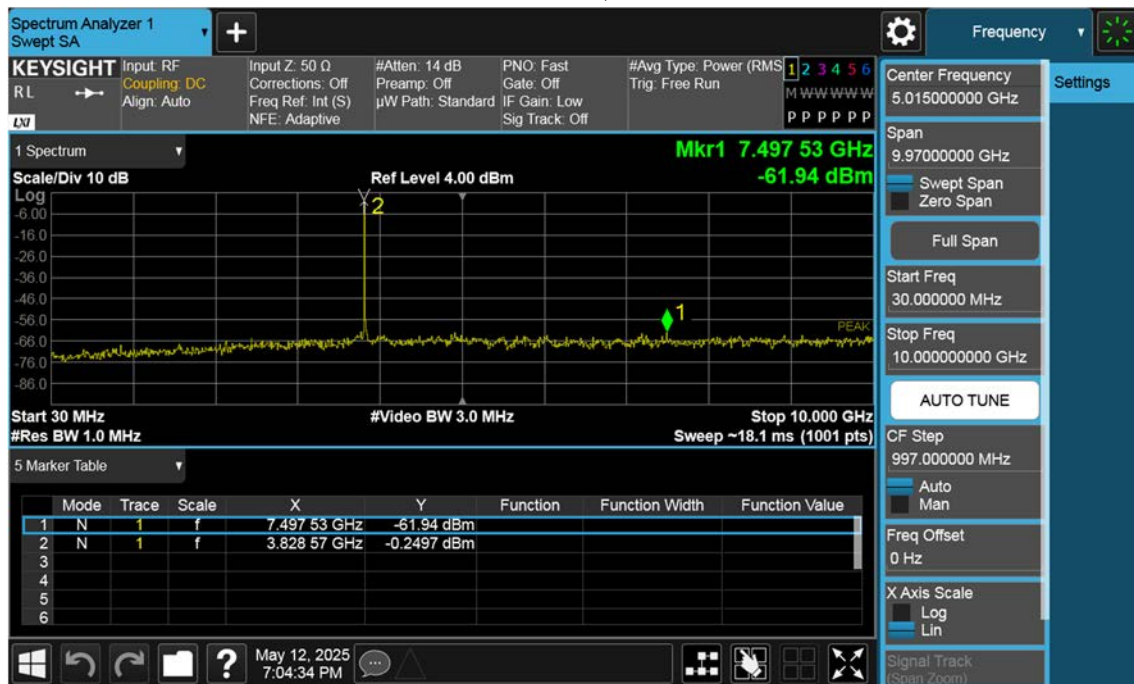 Spectrum Analyzer 1
Swept SA
+
Frequency
KEYSIGHT
RL
LXI
Input: RF
Coupling: DC
Align: Auto
Input Z: 50 Ω
Corrections: Off
Freq Ref: Int (S)
NFE: Adaptive
#Atten: 14 dB
Preamp: Off
µW Path: Standard
PNO: Fast
Gate: Off
IF Gain: Low
Sig Track: Off
#Avg Type: Power (RMS
Trig: Free Run
1 2 3 4 5 6
M W W W W W
P P P P P P
1 Spectrum
Scale/Div 10 dB
Ref Level 4.00 dBm
Mkr1 7.497 53 GHz
-61.94 dBm
Log
-6.00
-16.0
-26.0
-36.0
-46.0
-56.0
-66.0
-76.0
-86.0
2
1
PEAK
Start 30 MHz
#Video BW 3.0 MHz
Stop 10.000 GHz
#Res BW 1.0 MHz
Sweep ~18.1 ms (1001 pts)
5 Marker Table
Mode Trace Scale X Y Function Function Width Function Value
1 N 1 f 7.497 53 GHz -61.94 dBm
2 N 1 f 3.828 57 GHz -0.2497 dBm
3
4
5
6
?
May 12, 2025
7:04:34 PM
Center Frequency
5.015000000 GHz
Settings
Span
9.97000000 GHz
Swept Span
Zero Span
Full Span
Start Freq
30.000000 MHz
Stop Freq
10.000000000 GHz
AUTO TUNE
CF Step
997.000000 MHz
Auto
Man
Freq Offset
0 Hz
X Axis Scale
Log
Lin
Signal Track
(Span Zoom)